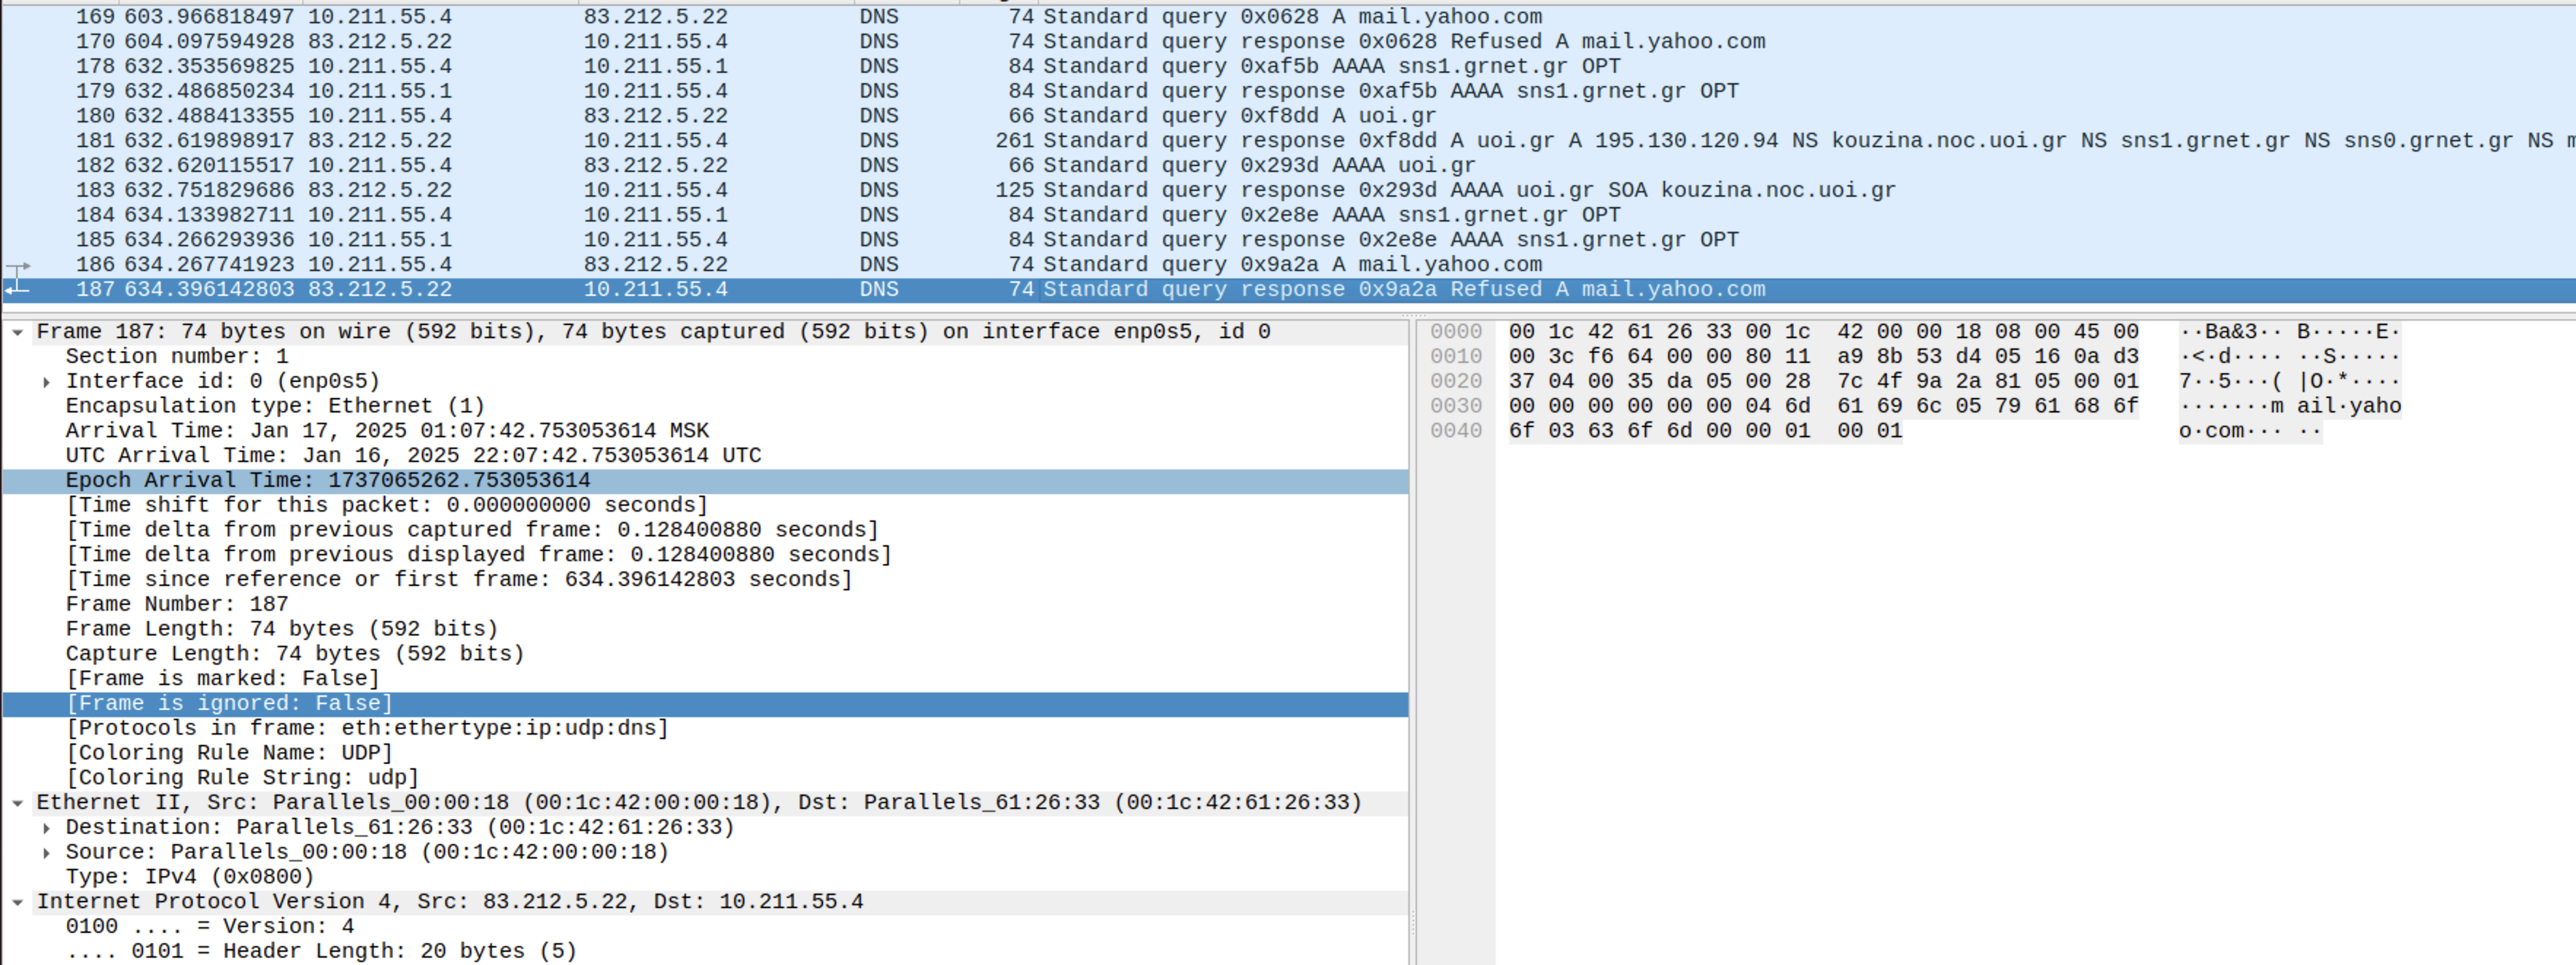 169 603.966818497 10.211.55.4 83.212.5.22 DNS 74 Standard query 0x0628 A mail.yahoo.com
170 604.097594928 83.212.5.22 10.211.55.4 DNS 74 Standard query response 0x0628 Refused A mail.yahoo.com
178 632.353569825 10.211.55.4 10.211.55.1 DNS 84 Standard query 0xaf5b AAAA sns1.grnet.gr OPT
179 632.486850234 10.211.55.1 10.211.55.4 DNS 84 Standard query response 0xaf5b AAAA sns1.grnet.gr OPT
180 632.488413355 10.211.55.4 83.212.5.22 DNS 66 Standard query 0xf8dd A uoi.gr
181 632.619898917 83.212.5.22 10.211.55.4 DNS 261 Standard query response 0xf8dd A uoi.gr A 195.130.120.94 NS kouzina.noc.uoi.gr NS sns1.grnet.gr NS sns0.grnet.gr NS
182 632.620115517 10.211.55.4 83.212.5.22 DNS 66 Standard query 0x293d AAAA uoi.gr
183 632.751829686 83.212.5.22 10.211.55.4 DNS 125 Standard query response 0x293d AAAA uoi.gr SOA kouzina.noc.uoi.gr
184 634.133982711 10.211.55.4 10.211.55.1 DNS 84 Standard query 0x2e8e AAAA sns1.grnet.gr OPT
185 634.266293936 10.211.55.1 10.211.55.4 DNS 84 Standard query response 0x2e8e AAAA sns1.grnet.gr OPT
186 634.267741923 10.211.55.4 83.212.5.22 DNS 74 Standard query 0x9a2a A mail.yahoo.com
187 634.396142803 83.212.5.22 10.211.55.4 DNS 74 Standard query response 0x9a2a Refused A mail.yahoo.com
Frame 187: 74 bytes on wire (592 bits), 74 bytes captured (592 bits) on interface enp0s5, id 0
Section number: 1
Interface id: 0 (enp0s5)
Encapsulation type: Ethernet (1)
Arrival Time: Jan 17, 2025 01:07:42.753053614 MSK
UTC Arrival Time: Jan 16, 2025 22:07:42.753053614 UTC
Epoch Arrival Time: 1737065262.753053614
[Time shift for this packet: 0.000000000 seconds]
[Time delta from previous captured frame: 0.128400880 seconds]
[Time delta from previous displayed frame: 0.128400880 seconds]
[Time since reference or first frame: 634.396142803 seconds]
Frame Number: 187
Frame Length: 74 bytes (592 bits)
Capture Length: 74 bytes (592 bits)
[Frame is marked: False]
[Frame is ignored: False]
[Protocols in frame: eth:ethertype:ip:udp:dns]
[Coloring Rule Name: UDP]
[Coloring Rule String: udp]
Ethernet II, Src: Parallels_00:00:18 (00:1c:42:00:00:18), Dst: Parallels_61:26:33 (00:1c:42:61:26:33)
Destination: Parallels_61:26:33 (00:1c:42:61:26:33)
Source: Parallels_00:00:18 (00:1c:42:00:00:18)
Type: IPv4 (0x0800)
Internet Protocol Version 4, Src: 83.212.5.22, Dst: 10.211.55.4
0100 .... = Version: 4
.... 0101 = Header Length: 20 bytes (5)
0000 00 1c 42 61 26 33 00 1c 42 00 00 18 08 00 45 00 ··Ba&3·· B·····E·
0010 00 3c f6 64 00 00 80 11 a9 8b 53 d4 05 16 0a d3 ·<·d···· ··S·····
0020 37 04 00 35 da 05 00 28 7c 4f 9a 2a 81 05 00 01 7··5···( |O·*····
0030 00 00 00 00 00 00 04 6d 61 69 6c 05 79 61 68 6f ·······m ail·yaho
0040 6f 03 63 6f 6d 00 00 01 00 01 o·com··· ··